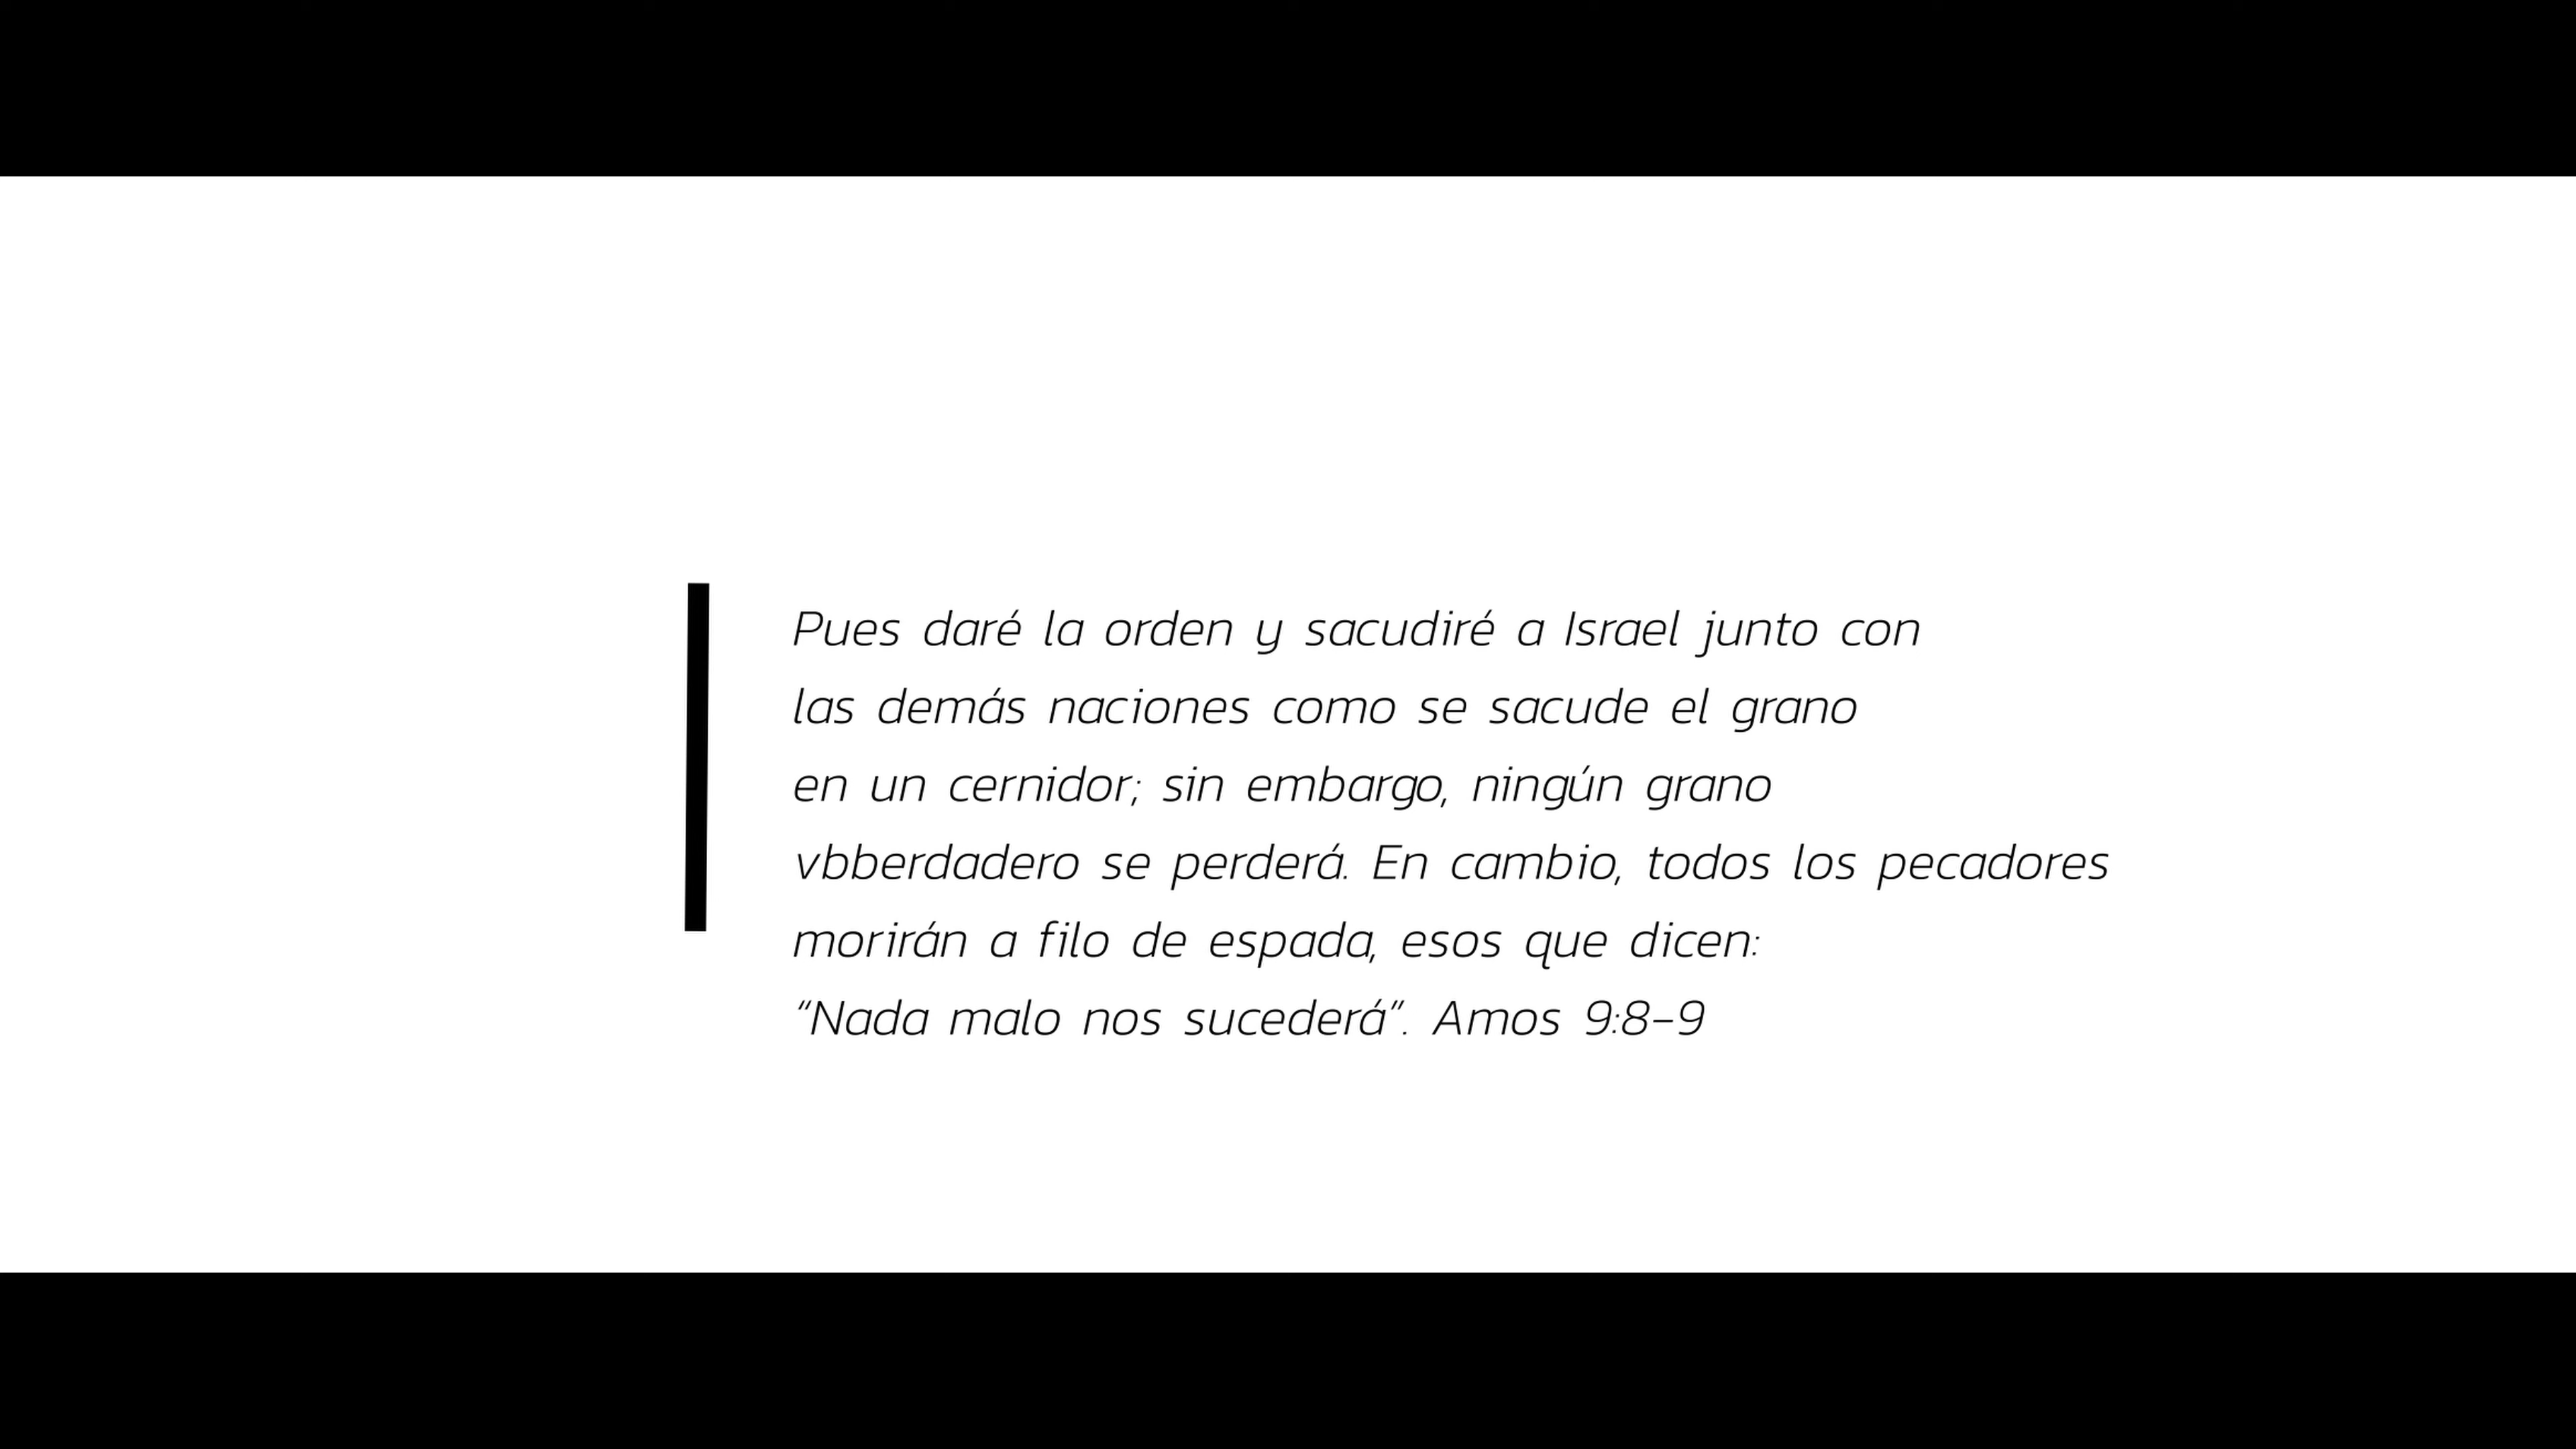 Pues daré la orden y sacudiré a Israel junto con
las demás naciones como se sacude el grano
en un cernidor; sin embargo, ningún grano
vbberdadero se perderá. En cambio, todos los pecadores
morirán a filo de espada, esos que dicen:
“Nada malo nos sucederá”. Amos 9:8–9